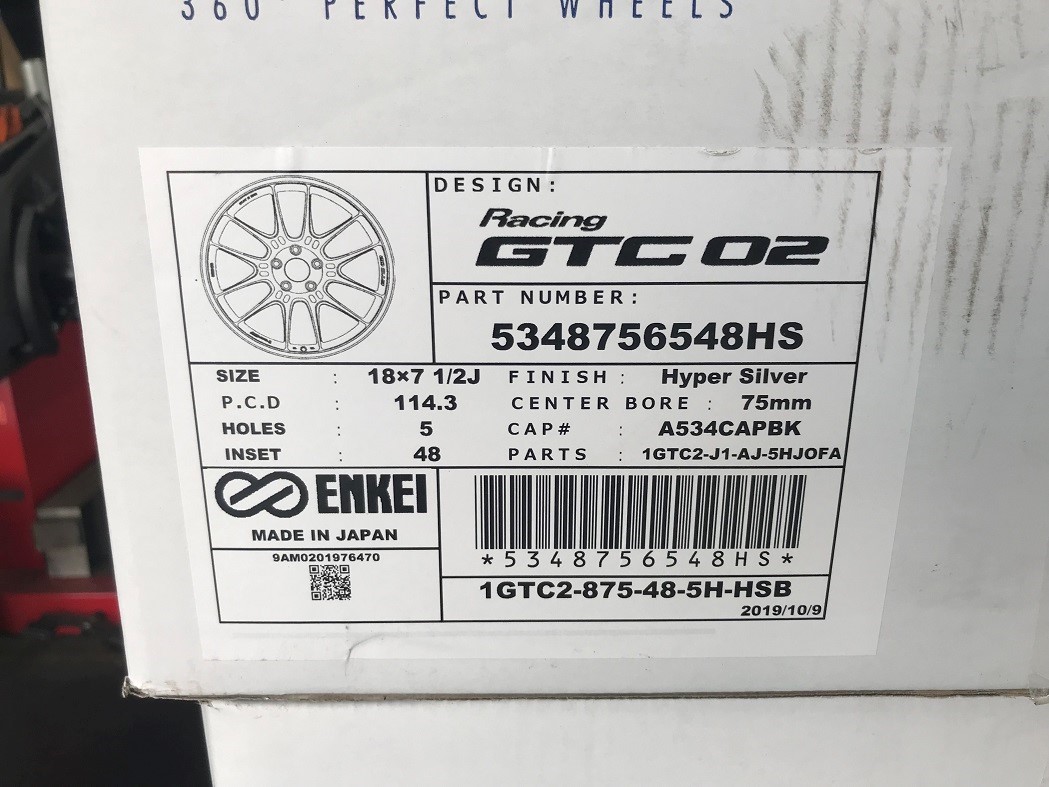 360° PERFECT WHEELS
DESIGN:
Racing
GTC 02
PART NUMBER:
5348756548HS
SIZE : 18×7 1/2J FINISH : Hyper Silver
P.C.D : 114.3 CENTER BORE : 75mm
HOLES : 5 CAP# : A534CAPBK
INSET : 48 PARTS : 1GTC2-J1-AJ-5HJOFA
ENKEI
MADE IN JAPAN
9AM0201976470
*5348756548HS*
1GTC2-875-48-5H-HSB
2019/10/9